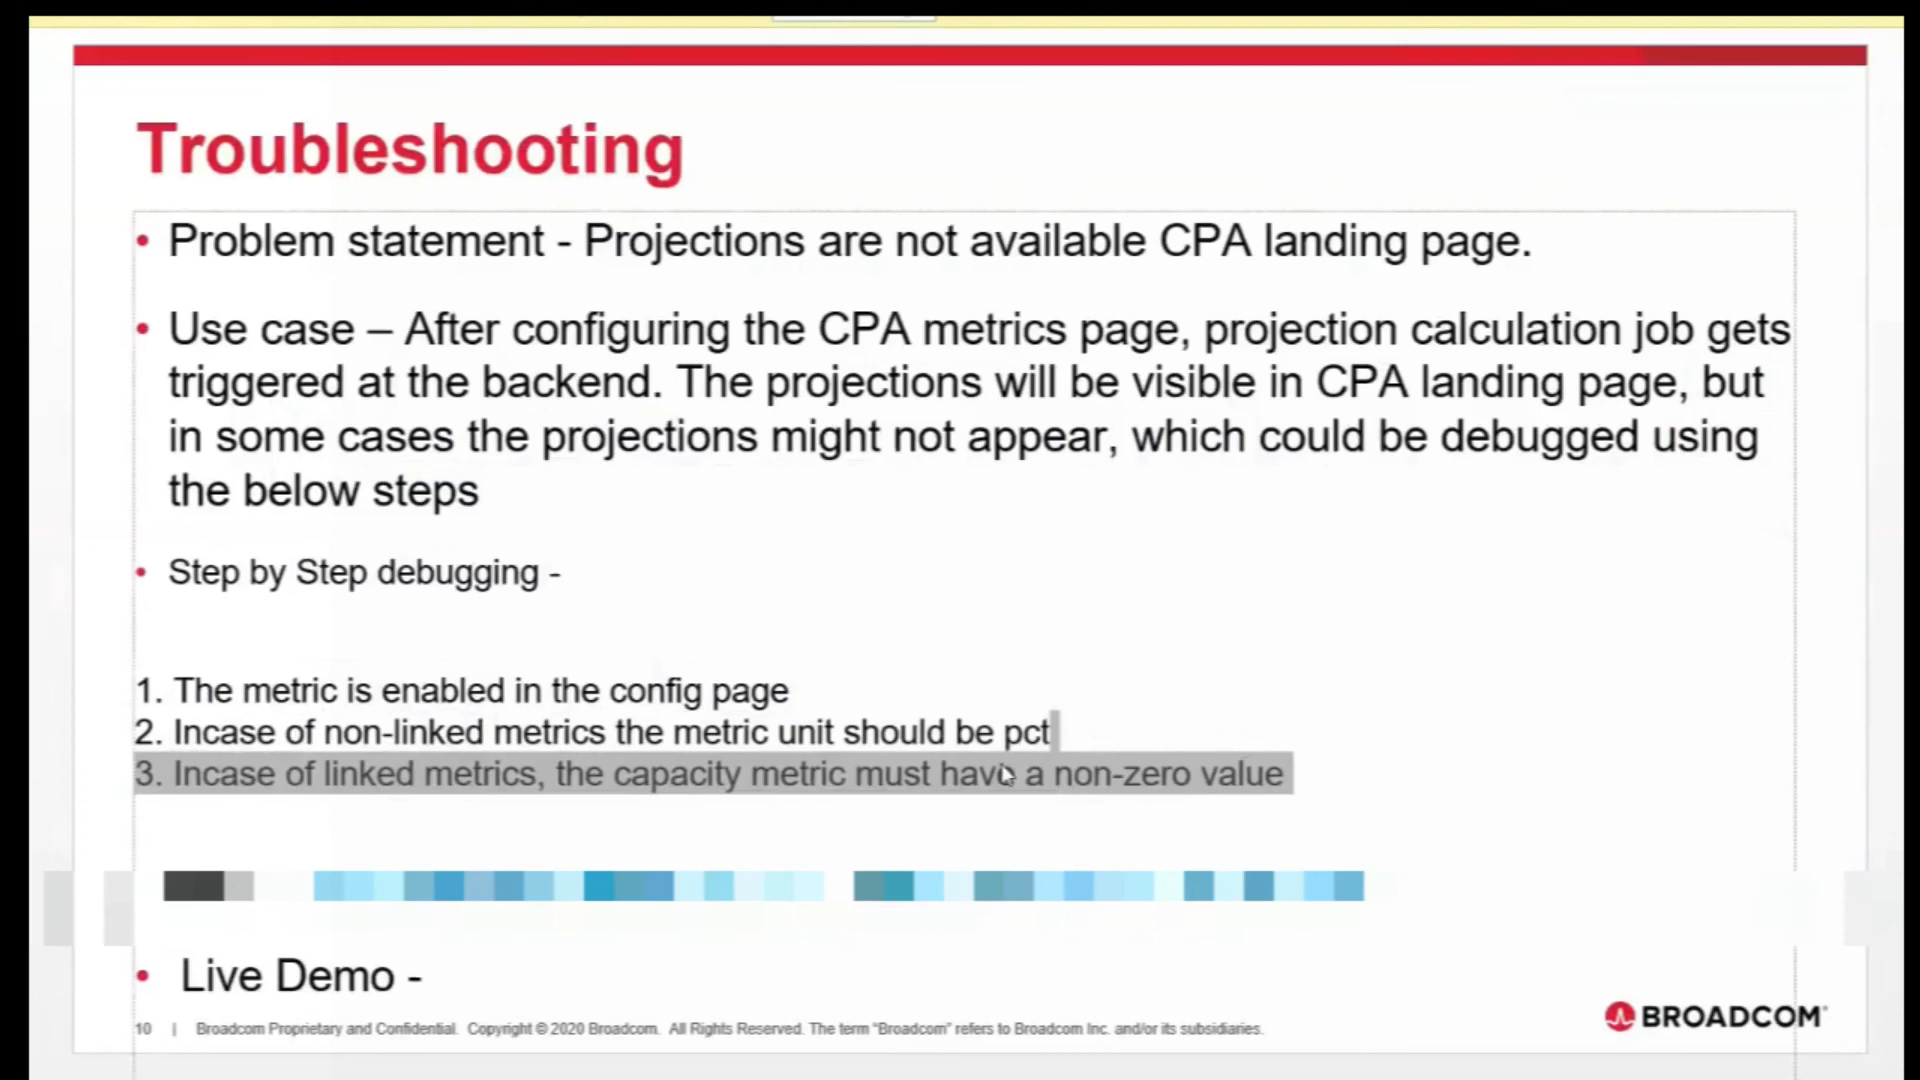 Troubleshooting
• Problem statement - Projections are not available CPA landing page.
• Use case – After configuring the CPA metrics page, projection calculation job gets
triggered at the backend. The projections will be visible in CPA landing page, but
in some cases the projections might not appear, which could be debugged using
the below steps
• Step by Step debugging -
1. The metric is enabled in the config page
2. Incase of non-linked metrics the metric unit should be pct
3. Incase of linked metrics, the capacity metric must have a non-zero value
• Live Demo -
10 | Broadcom Proprietary and Confidential. Copyright © 2020 Broadcom. All Rights Reserved. The term “Broadcom” refers to Broadcom Inc. and/or its subsidiaries.
BROADCOM